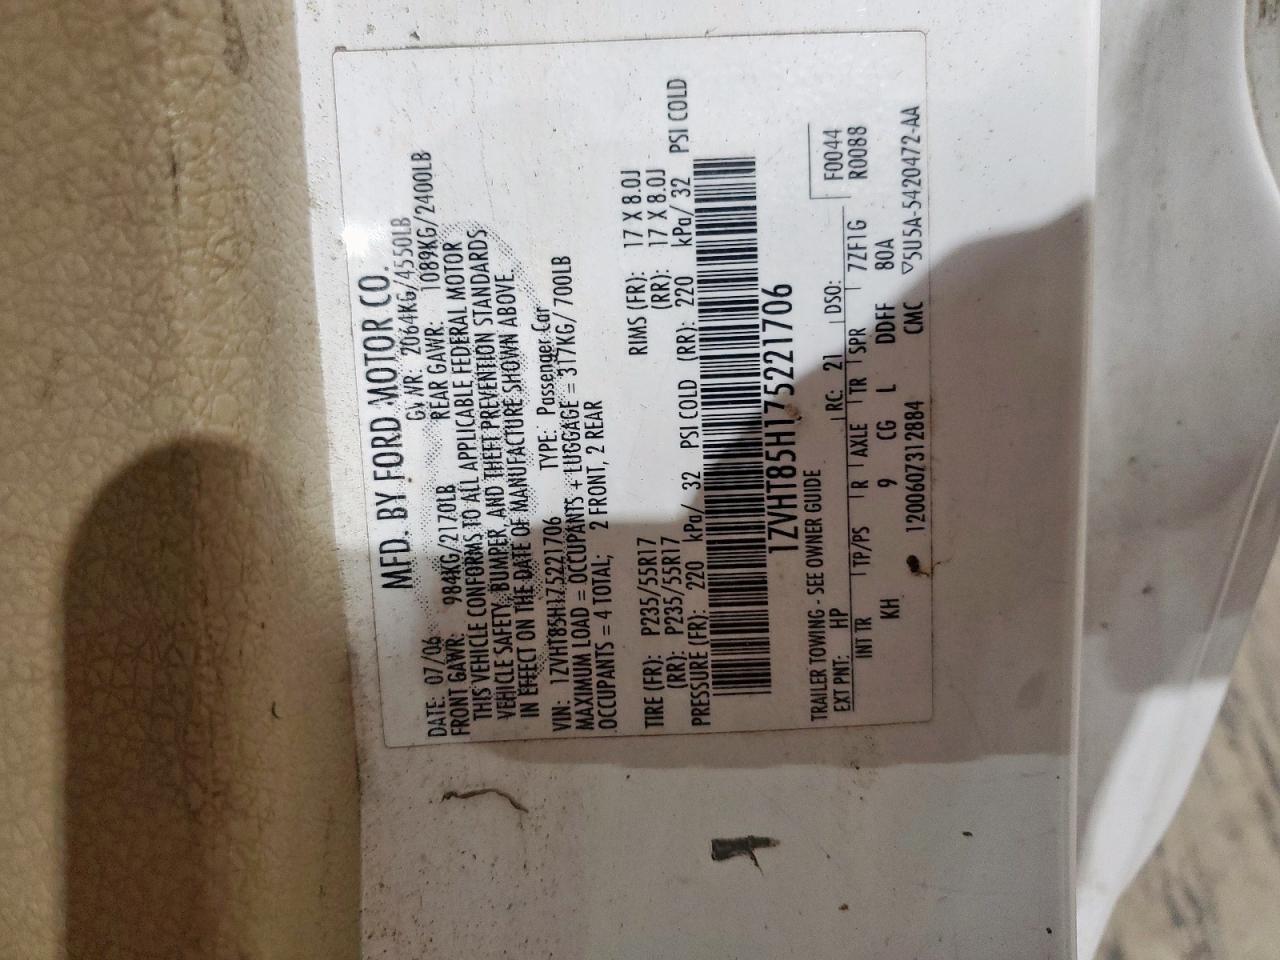 MFD. BY FORD MOTOR CO.
DATE: 07/06 GVWR: 2064KG/4550LB
FRONT GAWR: 984KG/2170LB REAR GAWR: 1089KG/2400LB
THIS VEHICLE CONFORMS TO ALL APPLICABLE FEDERAL MOTOR
VEHICLE SAFETY, BUMPER, AND THEFT PREVENTION STANDARDS
IN EFFECT ON THE DATE OF MANUFACTURE SHOWN ABOVE.
VIN: 1ZVHT85H175221706 TYPE: Passenger Car
MAXIMUM LOAD = OCCUPANTS + LUGGAGE = 317KG/700LB
OCCUPANTS = 4 TOTAL; 2 FRONT, 2 REAR
TIRE (FR): P235/55R17 RIMS (FR): 17 X 8.0J
(RR): P235/55R17 (RR): 17 X 8.0J
PRESSURE (FR): 220 kPa/ 32 PSI COLD (RR): 220 kPa/ 32 PSI COLD
1ZVHT85H175221706
TRAILER TOWING - SEE OWNER GUIDE F0044
EXT PNT: HP RC: 21 DSO: R0088
INT TR TP/PS R AXLE TR SPR 7ZF1G
KH 9 CG L DDFF 80A
1200607312884 CMC ▽5U5A-5420472-AA